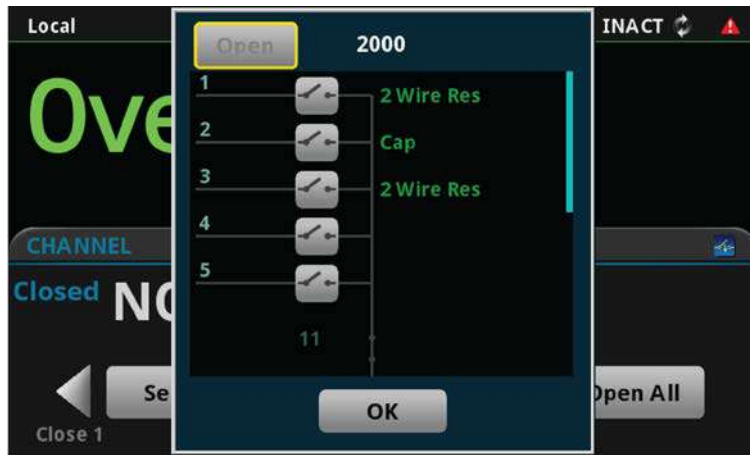 Local
INACT
Open
2000
Ove
1
2 Wire Res
2
Cap
3
2 Wire Res
4
5
11
CHANNEL
Closed
NO
Se
Open All
OK
Close 1